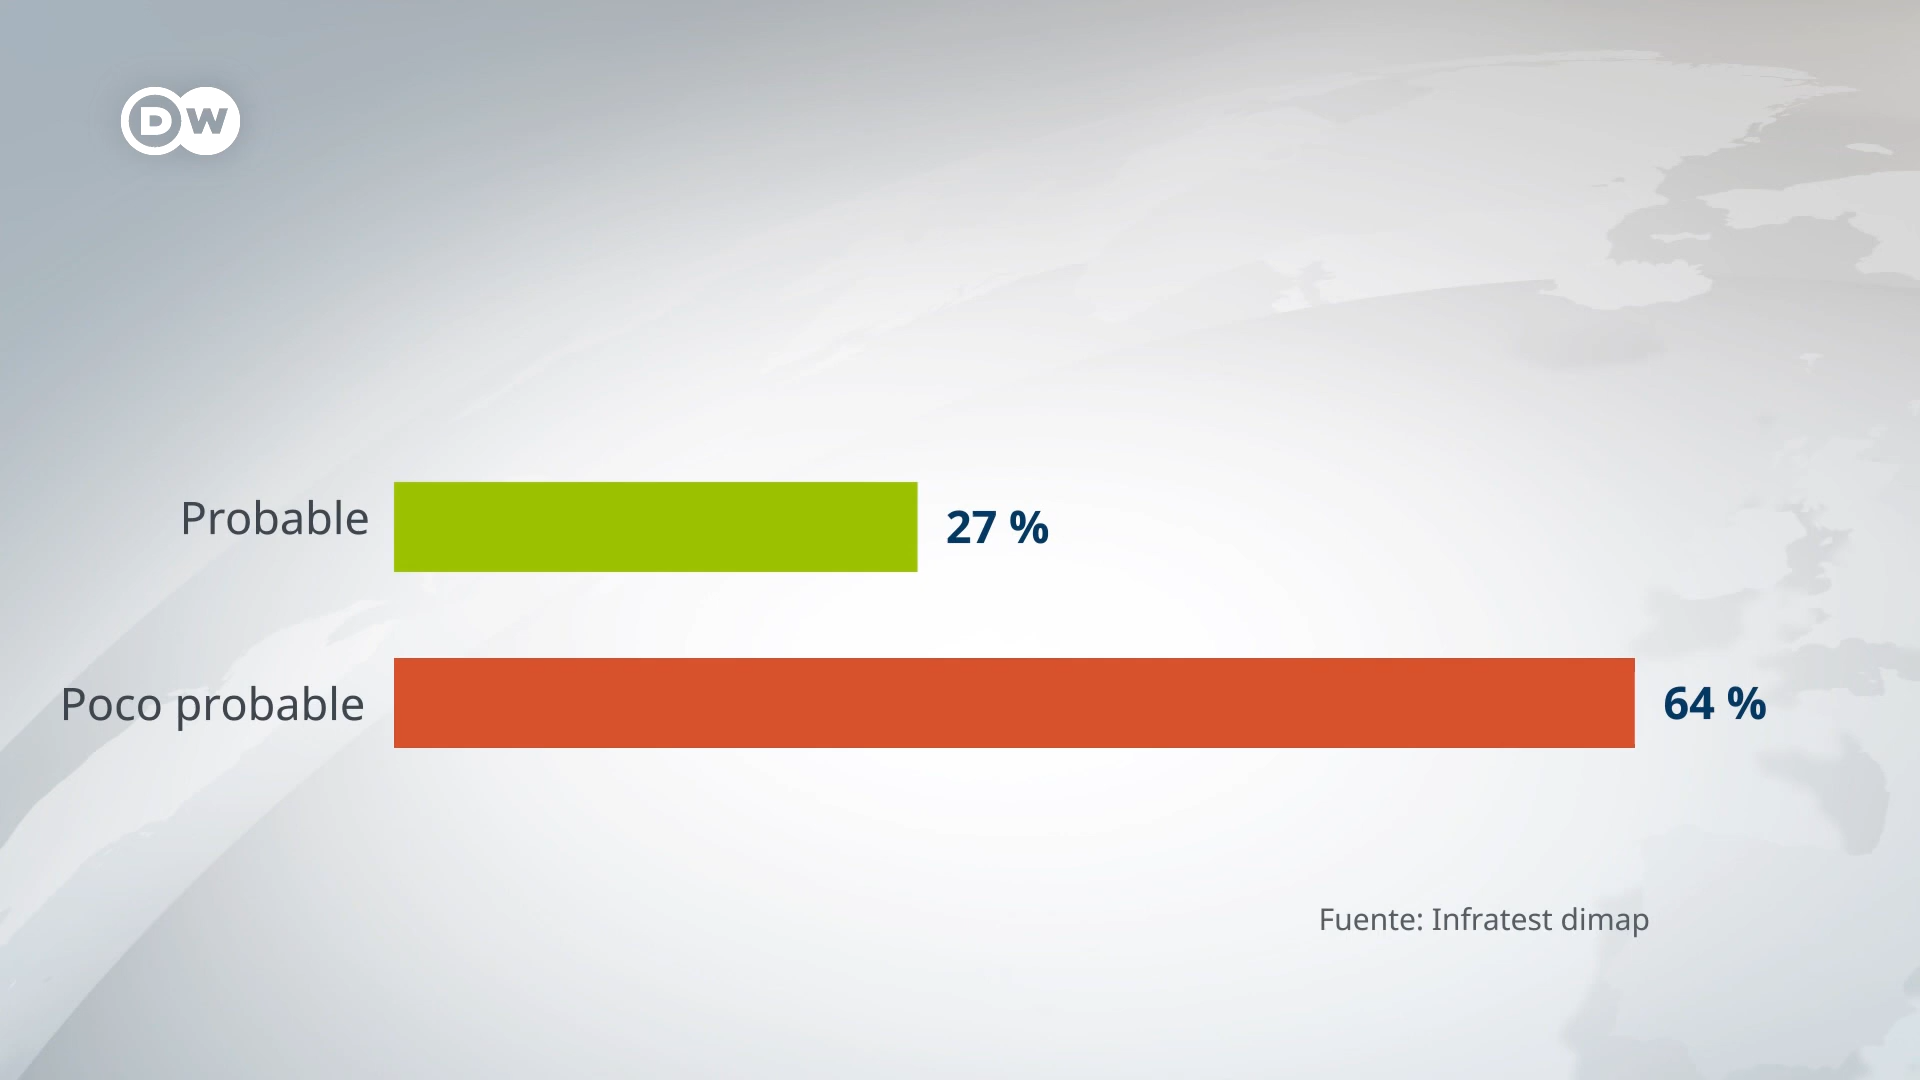 DW
Probable
27 %
Poco probable
64 %
Fuente: Infratest dimap